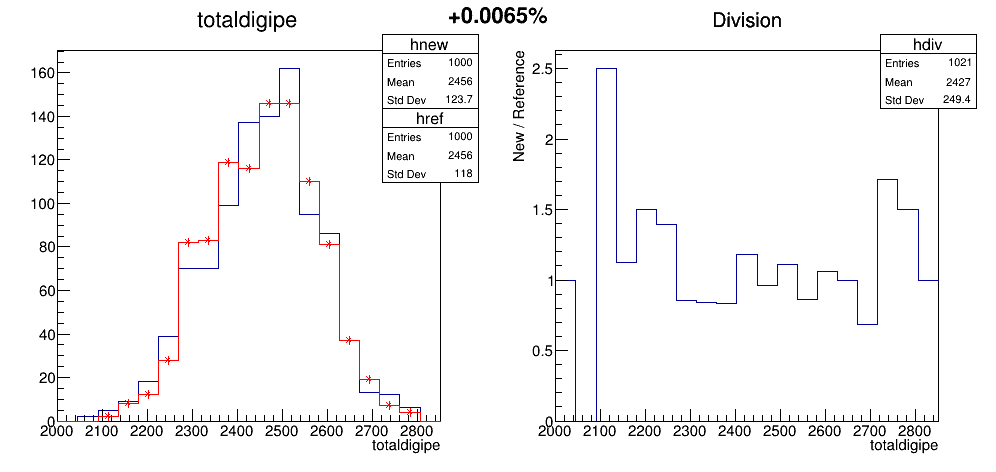 +0.0065%
totaldigipe
hnew
Entries 1000
Mean 2456
Std Dev 123.7
href
Entries 1000
Mean 2456
Std Dev 118
160
140
120
100
80
60
40
20
0
2000 2100 2200 2300 2400 2500 2600 2700 2800
totaldigipe
Division
hdiv
Entries 1021
Mean 2427
Std Dev 249.4
New / Reference
2.5
2
1.5
1
0.5
0
2000 2100 2200 2300 2400 2500 2600 2700 2800
totaldigipe